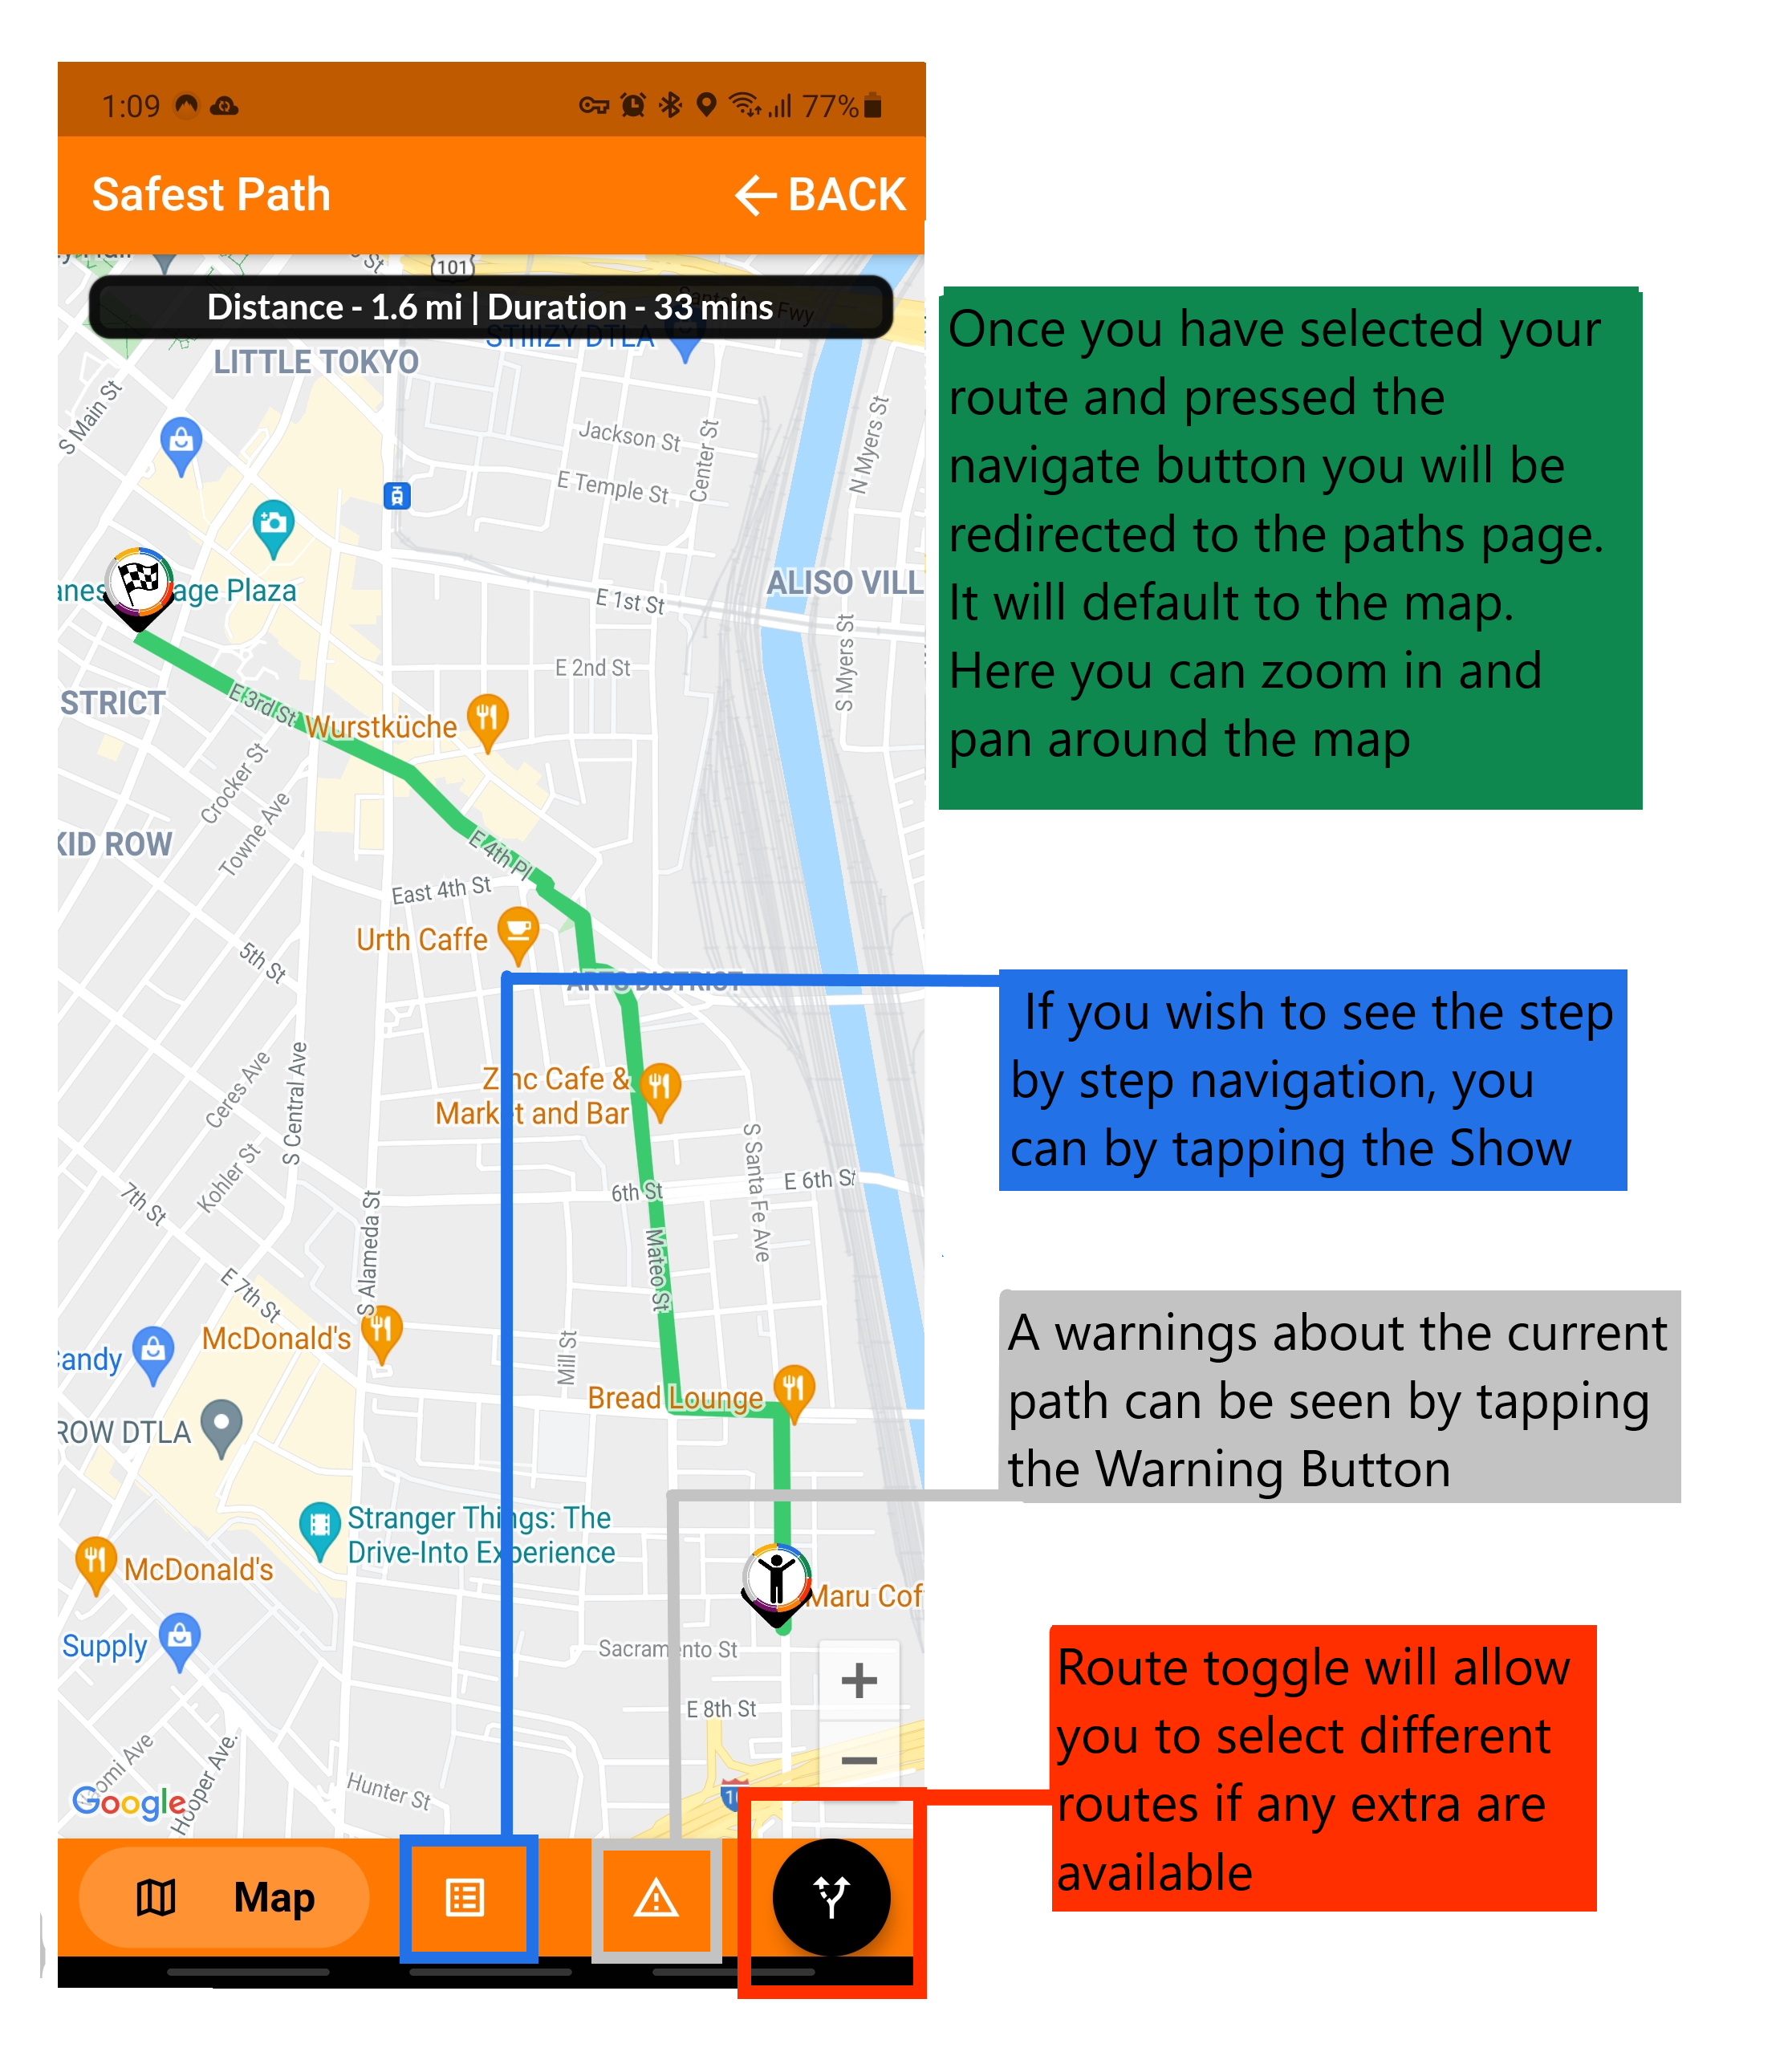 1:09
77%
Safest Path
BACK
101
Distance - 1.6 mi | Duration - 33 mins
Fwy
STIIIZY DTLA
LITTLE TOKYO
S Main St
Jackson St
Center St
N Myers St
E Temple St
age Plaza
E 1st St
ALISO VILL
S Myers St
E 2nd St
STRICT
E 3rd St
Wurstküche
Crocker St
Towne Ave
KID ROW
E 4th Pl
East 4th St
Urth Caffe
5th St
ARTS DISTRICT
Ceres Ave
S Central Ave
Zinc Cafe &
Market and Bar
S Santa Fe Ave
Kohler St
7th St
6th St
E 6th St
S Alameda St
Mateo St
E 7th St
McDonald's
Candy
Mill St
Bread Lounge
ROW DTLA
Stranger Things: The
Drive-Into Experience
McDonald's
Maru Cof
Supply
Sacramento St
+
E 8th St
−
omi Ave
Hooper Ave.
Hunter St
Google
Map
Once you have selected your
route and pressed the
navigate button you will be
redirected to the paths page.
It will default to the map.
Here you can zoom in and
pan around the map
If you wish to see the step
by step navigation, you
can by tapping the Show
A warnings about the current
path can be seen by tapping
the Warning Button
Route toggle will allow
you to select different
routes if any extra are
available